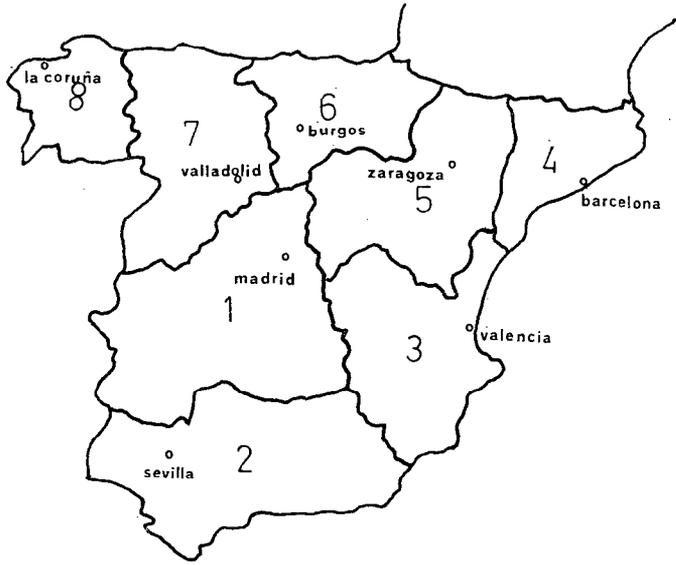 la coruña
8
7
6
burgos
valladolid
zaragoza
5
4
barcelona
madrid
1
3
valencia
sevilla
2